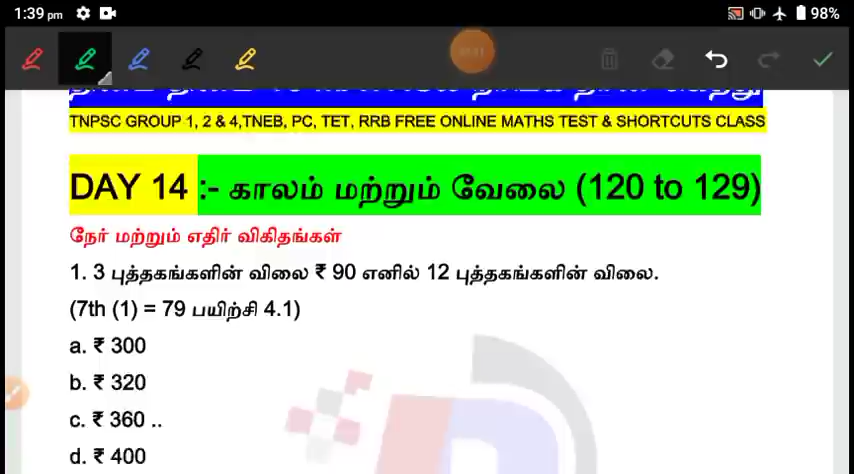 1:39 pm 98%
TNPSC GROUP 1, 2 & 4,TNEB, PC, TET, RRB FREE ONLINE MATHS TEST & SHORTCUTS CLASS
DAY 14 :- காலம் மற்றும் வேலை (120 to 129)
நேர் மற்றும் எதிர் விகிதங்கள்
1. 3 புத்தகங்களின் விலை ₹ 90 எனில் 12 புத்தகங்களின் விலை.
(7th (1) = 79 பயிற்சி 4.1)
a. ₹ 300
b. ₹ 320
c. ₹ 360 ..
d. ₹ 400